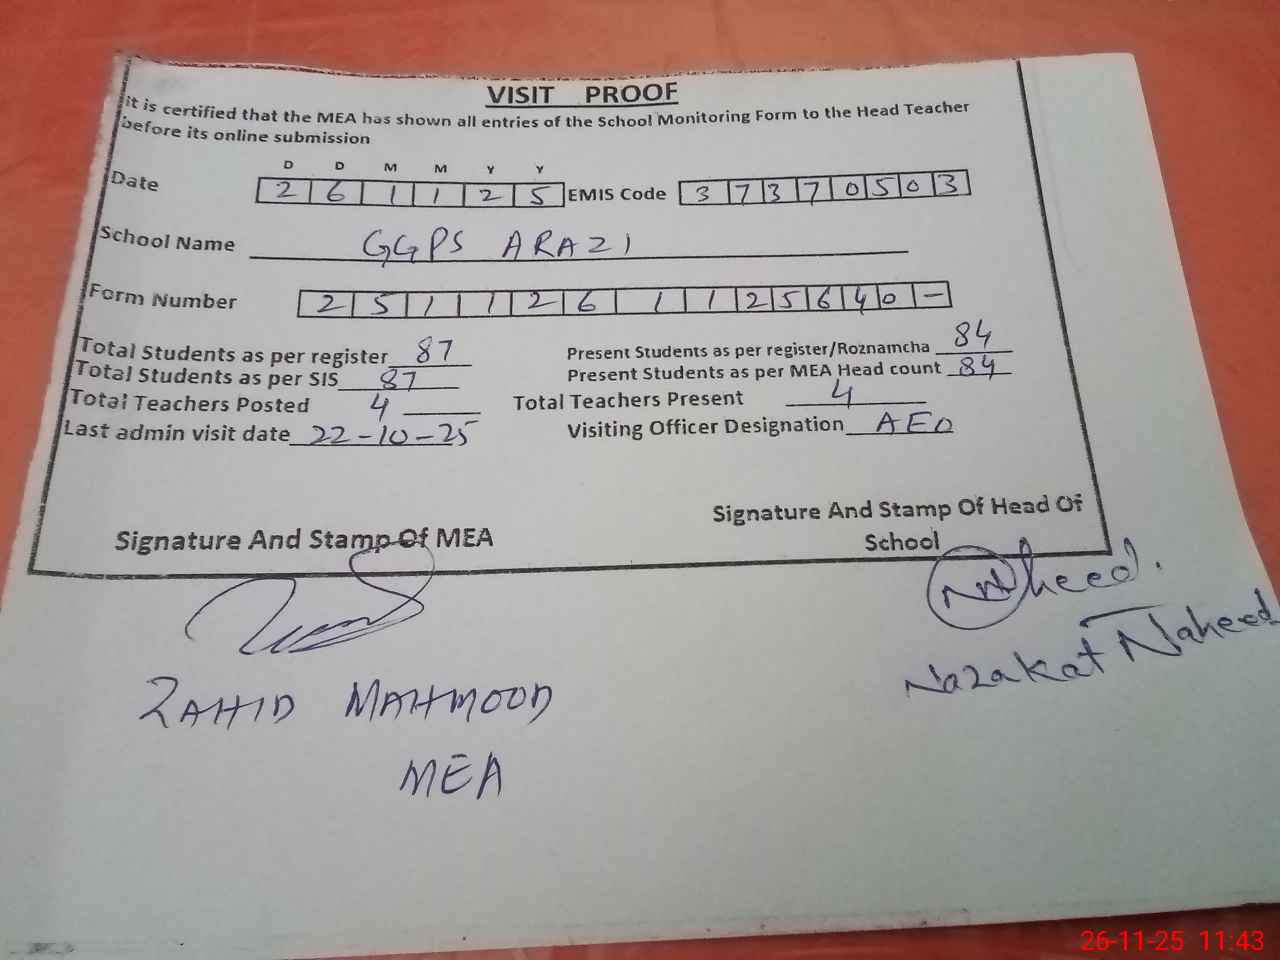 VISIT PROOF
it is certified that the MEA has shown all entries of the School Monitoring Form to the Head Teacher
before its online submission
D D M M Y Y
Date 2 6 1 1 2 5 EMIS Code 3 7 3 7 0 5 0 3
School Name GGPS ARAZI
Form Number 2 5 1 1 2 6 1 1 2 5 6 4 0 -
Total Students as per register 87 Present Students as per register/Roznamcha 84
Total Students as per SIS 87 Present Students as per MEA Head count 84
Total Teachers Posted 4 Total Teachers Present 4
Last admin visit date 22-10-25 Visiting Officer Designation AEO
Signature And Stamp Of MEA Signature And Stamp Of Head Of
School
Naheed.
ZAHID MAHMOOD Nazakat Naheed
MEA
26-11-25 11:43